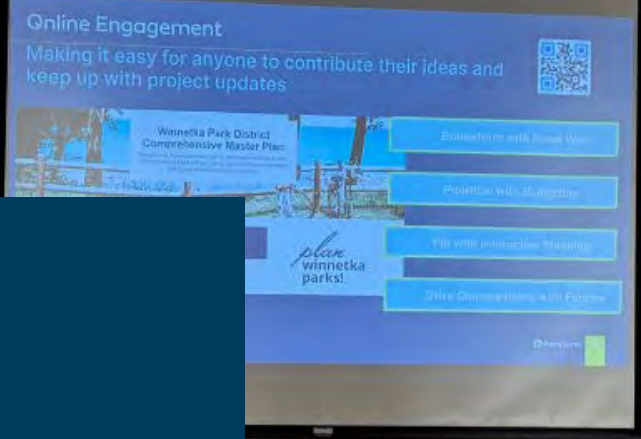 Online Engagement
Making it easy for anyone to contribute their ideas and
keep up with project updates
Winnetka Park District
Comprehensive Master Plan
Brainstorm with Ideas Wall
Prioritize with Budgeting
Pin with Interactive Mapping
Drive Conversations with Forums
plan
winnetka
parks!